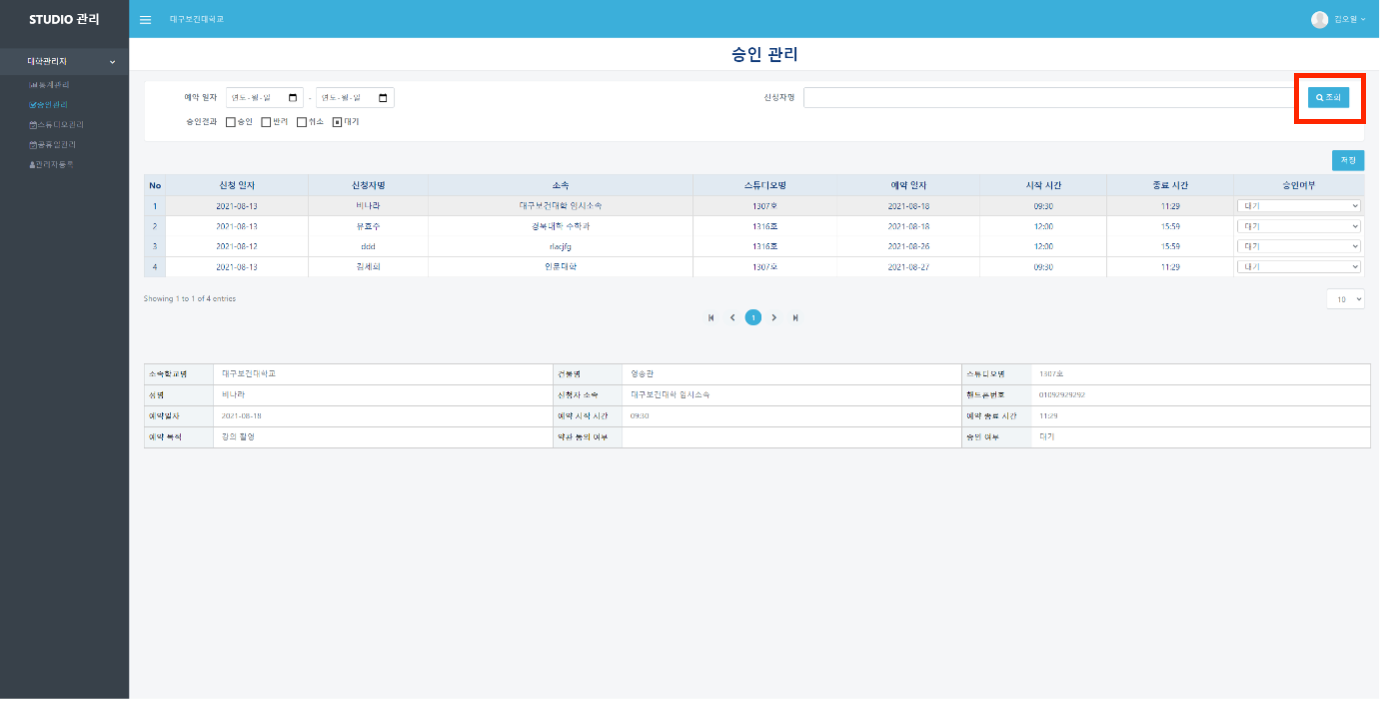 STUDIO 관리
대구보건대학교
김오월
대학관리자
통계관리
승인관리
스튜디오관리
공휴일관리
관리자등록
승인 관리
예약 일자 연도-월-일 - 연도-월-일 신청자명 조회
승인결과 승인 반려 취소 대기
저장
No 신청 일자 신청자명 소속 스튜디오명 예약 일자 시작 시간 종료 시간 승인여부
1 2021-08-13 비나라 대구보건대학 임시소속 1307호 2021-08-18 09:30 11:29 대기
2 2021-08-13 유효수 경북대학 수학과 1316호 2021-08-18 12:00 15:59 대기
3 2021-08-12 ddd rlacjfg 1316호 2021-08-26 12:00 15:59 대기
4 2021-08-13 김세희 인문대학 1307호 2021-08-27 09:30 11:29 대기
Showing 1 to 1 of 4 entries
10
1
소속학교명 대구보건대학교 건물명 영송관 스튜디오명 1307호
성명 비나라 신청자 소속 대구보건대학 임시소속 핸드폰번호 01092929292
예약일자 2021-08-18 예약 시작 시간 09:30 예약 종료 시간 11:29
예약 목적 강의 촬영 약관 동의 여부 승인 여부 대기